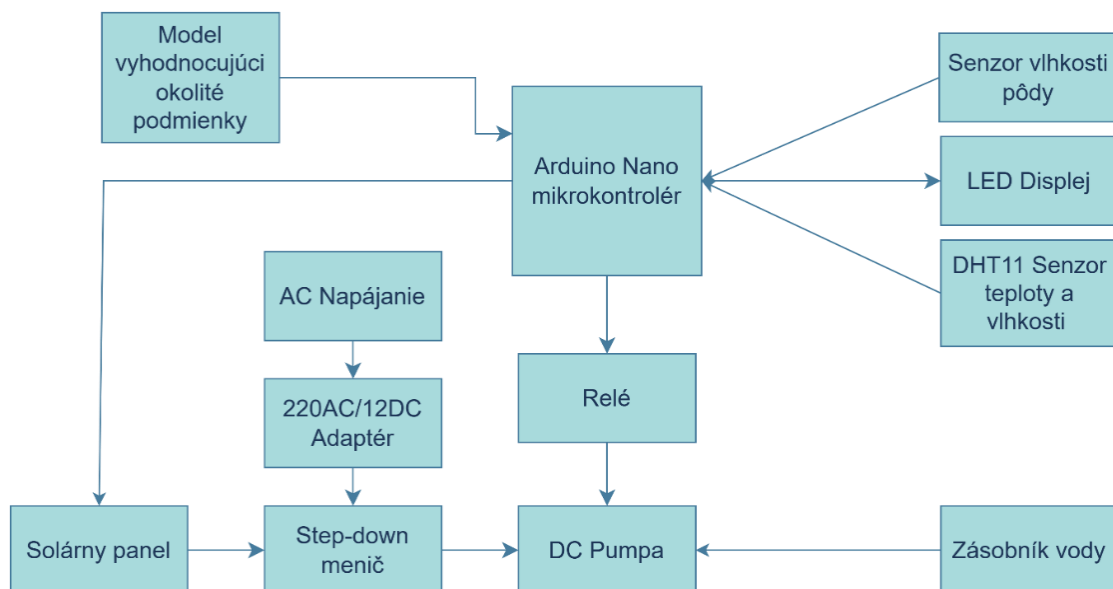 Model
vyhodnocujúci
okolité
podmienky
Senzor vlhkosti
pôdy
Arduino Nano
mikrokontrolér
LED Displej
DHT11 Senzor
teploty a
vlhkosti
AC Napájanie
Relé
220AC/12DC
Adaptér
Solárny panel
Step-down
menič
DC Pumpa
Zásobník vody